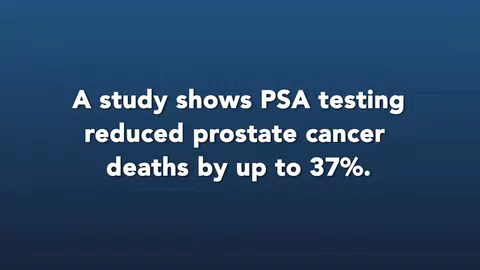 A study shows PSA testing
reduced prostate cancer
deaths by up to 37%.